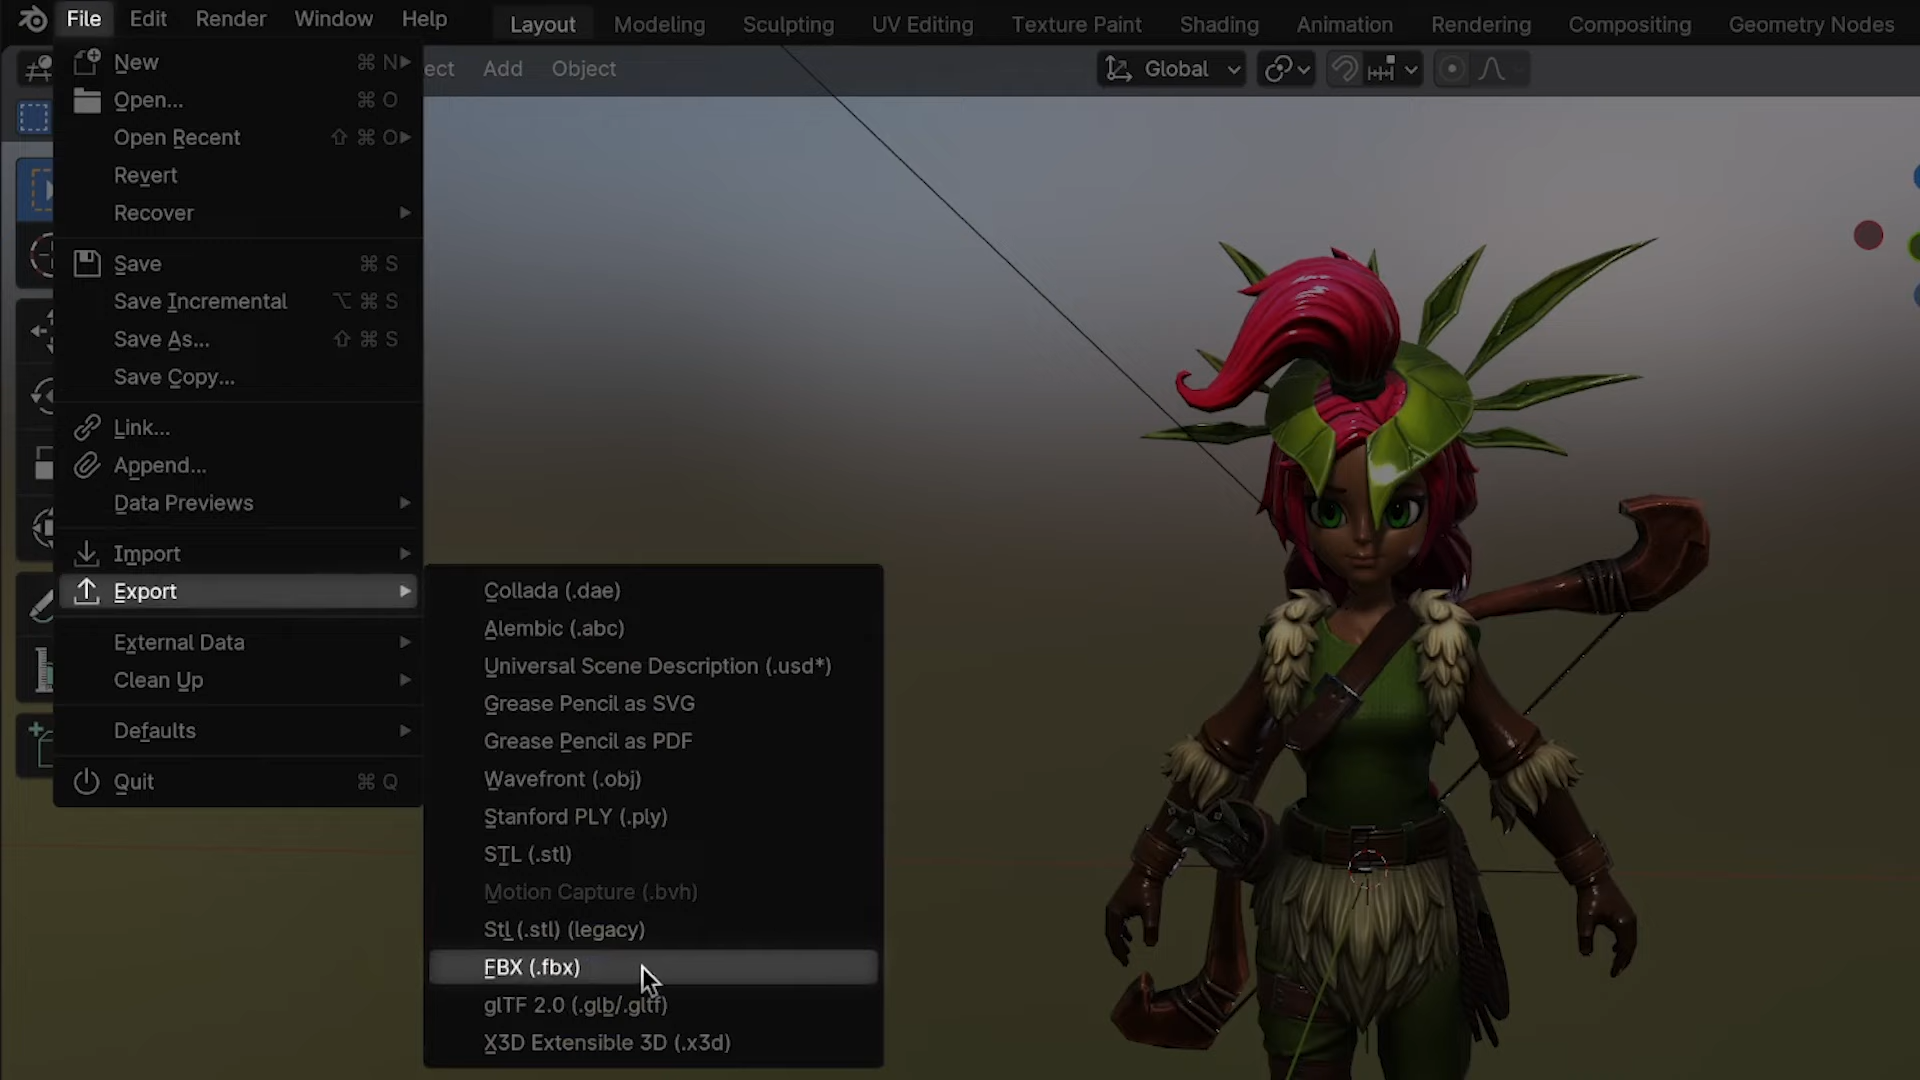 File Edit Render Window Help
Layout Modeling Sculpting UV Editing Texture Paint Shading Animation Rendering Compositing Geometry Nodes
ect Add Object
Global
New ⌘ N
Open... ⌘ O
Open Recent ⇧ ⌘ O
Revert
Recover
Save ⌘ S
Save Incremental ⌥ ⌘ S
Save As... ⇧ ⌘ S
Save Copy...
Link...
Append...
Data Previews
Import
Export
External Data
Clean Up
Defaults
Quit ⌘ Q
Collada (.dae)
Alembic (.abc)
Universal Scene Description (.usd*)
Grease Pencil as SVG
Grease Pencil as PDF
Wavefront (.obj)
Stanford PLY (.ply)
STL (.stl)
Motion Capture (.bvh)
Stl (.stl) (legacy)
FBX (.fbx)
glTF 2.0 (.glb/.gltf)
X3D Extensible 3D (.x3d)